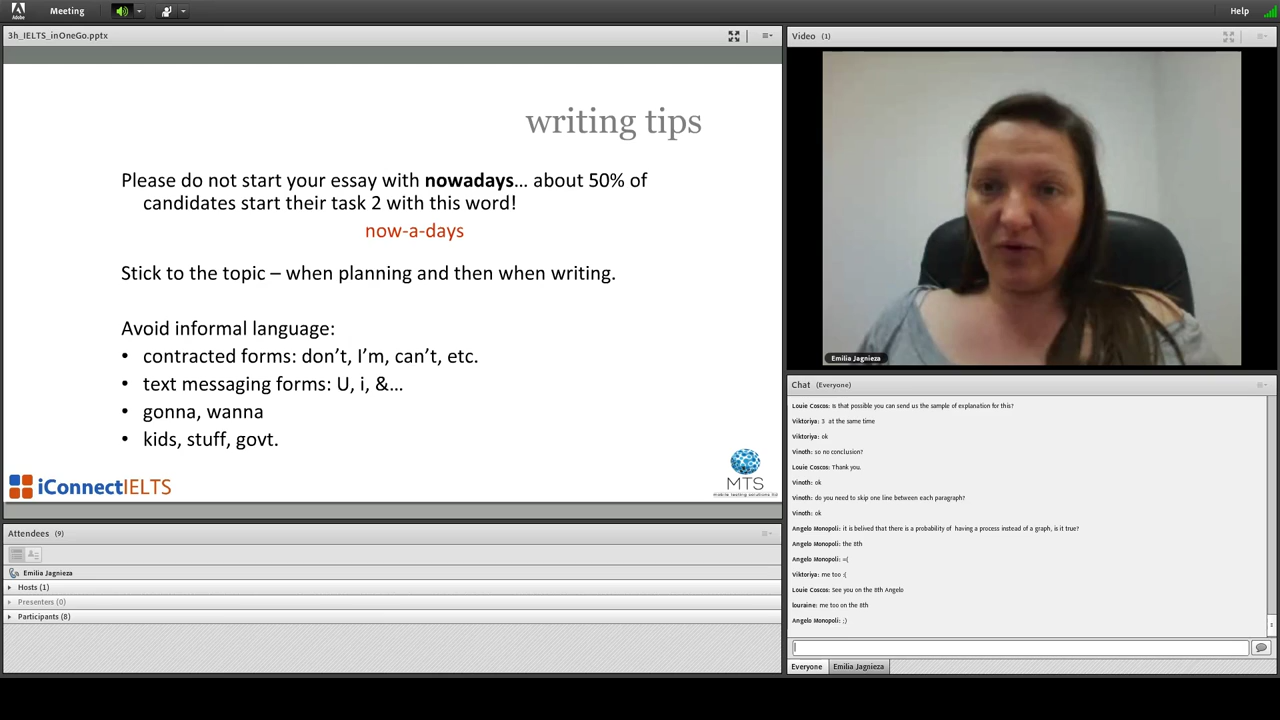 Adobe
Meeting
Help
3h_IELTS_inOneGo.pptx
writing tips
Please do not start your essay with nowadays… about 50% of
candidates start their task 2 with this word!
now-a-days
Stick to the topic – when planning and then when writing.
Avoid informal language:
• contracted forms: don't, I'm, can't, etc.
• text messaging forms: U, i, &…
• gonna, wanna
• kids, stuff, govt.
iConnectIELTS
MTS
mobile testing solutions ltd
Attendees (9)
Emilia Jagnieza
Hosts (1)
Presenters (0)
Participants (8)
Video (1)
Emilia Jagnieza
Chat (Everyone)
Louie Coscos: Is that possible you can send us the sample of explanation for this?
Viktoriya: 3 at the same time
Viktoriya: ok
Vinoth: so no conclusion?
Louie Coscos: Thank you.
Vinoth: ok
Vinoth: do you need to skip one line between each paragraph?
Vinoth: ok
Angelo Monopoli: it is belived that there is a probability of having a process instead of a graph, is it true?
Angelo Monopoli: the 8th
Angelo Monopoli: =(
Viktoriya: me too :(
Louie Coscos: See you on the 8th Angelo
louraine: me too on the 8th
Angelo Monopoli: ;)
Everyone
Emilia Jagnieza